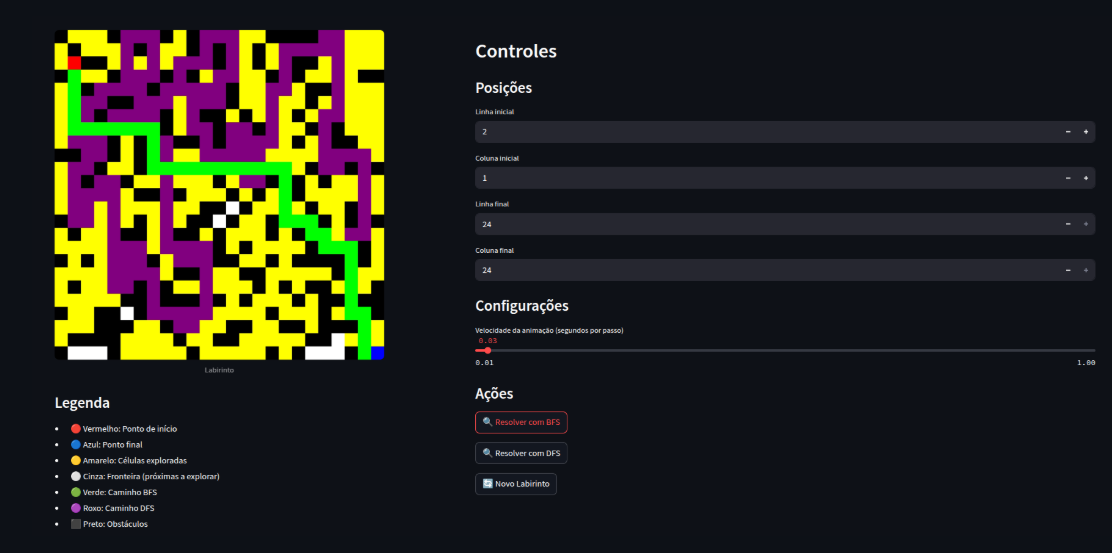 Labirinto
Legenda
🔴 Vermelho: Ponto de início
🔵 Azul: Ponto final
🟡 Amarelo: Células exploradas
⚪ Cinza: Fronteira (próximas a explorar)
🟢 Verde: Caminho BFS
🟣 Roxo: Caminho DFS
⬛ Preto: Obstáculos
Controles
Posições
Linha inicial
2
Coluna inicial
1
Linha final
24
Coluna final
24
Configurações
Velocidade da animação (segundos por passo)
0.03
0.01 1.00
Ações
🔍 Resolver com BFS
🔍 Resolver com DFS
🔄 Novo Labirinto